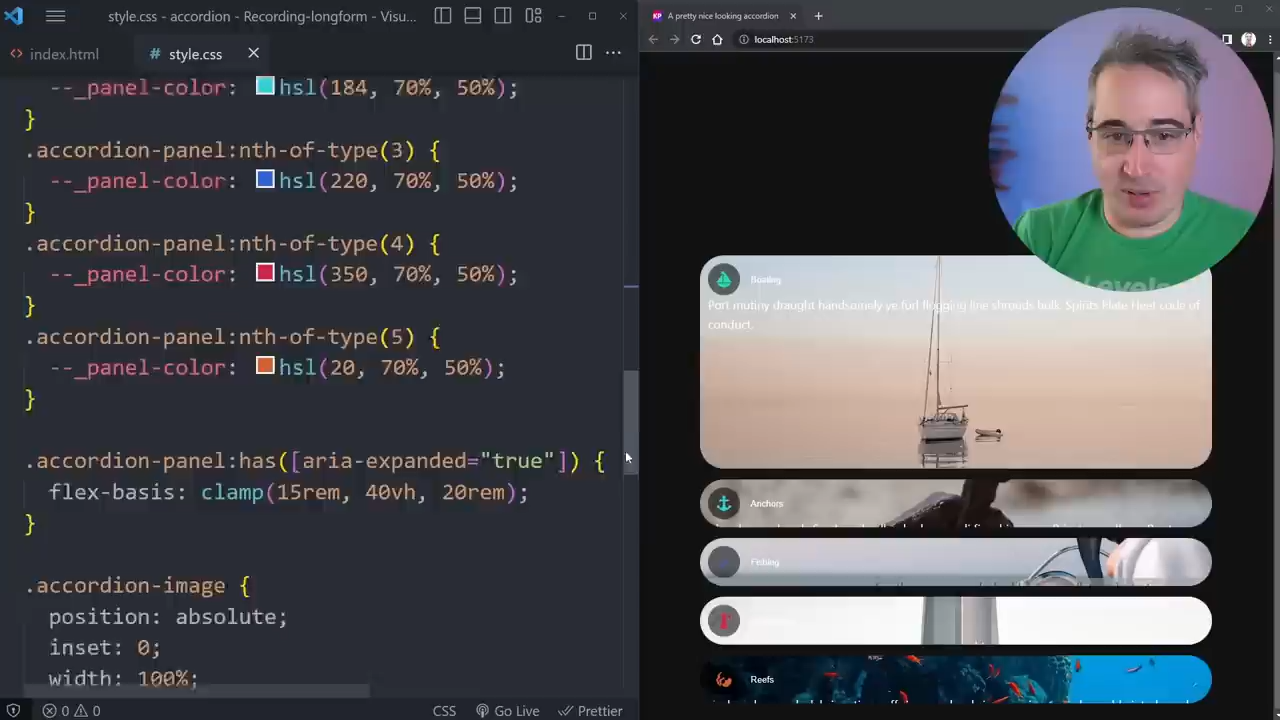 style.css - accordion - Recording-longform - Visu...
index.html
# style.css
--_panel-color: hsl(184, 70%, 50%);
}
.accordion-panel:nth-of-type(3) {
--_panel-color: hsl(220, 70%, 50%);
}
.accordion-panel:nth-of-type(4) {
--_panel-color: hsl(350, 70%, 50%);
}
.accordion-panel:nth-of-type(5) {
--_panel-color: hsl(20, 70%, 50%);
}
.accordion-panel:has([aria-expanded="true"]) {
flex-basis: clamp(15rem, 40vh, 20rem);
}
.accordion-image {
position: absolute;
inset: 0;
width: 100%;
0 0
CSS
Go Live
Prettier
KP A pretty nice looking accordion
localhost:5173
Boating
Port mutiny draught handsomely ye furl flogging line shrouds hulk. Spirits Plate Fleet code of
conduct.
Anchors
Fishing
Reefs